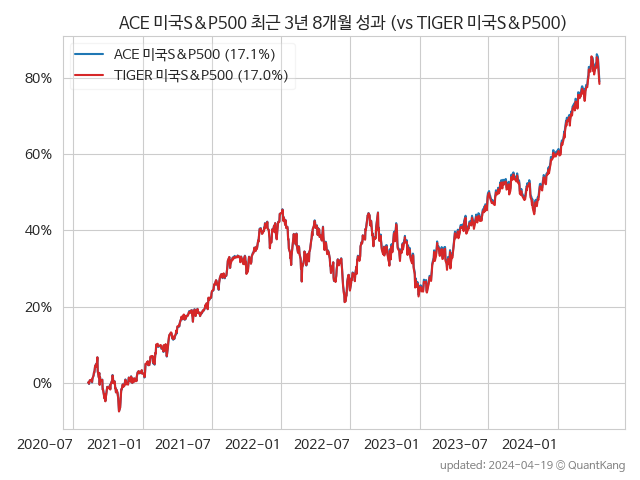 ACE 미국S&P500 최근 3년 8개월 성과 (vs TIGER 미국S&P500)
ACE 미국S&P500 (17.1%)
TIGER 미국S&P500 (17.0%)
80%
60%
40%
20%
0%
2020-07 2021-01 2021-07 2022-01 2022-07 2023-01 2023-07 2024-01
updated: 2024-04-19 © QuantKang